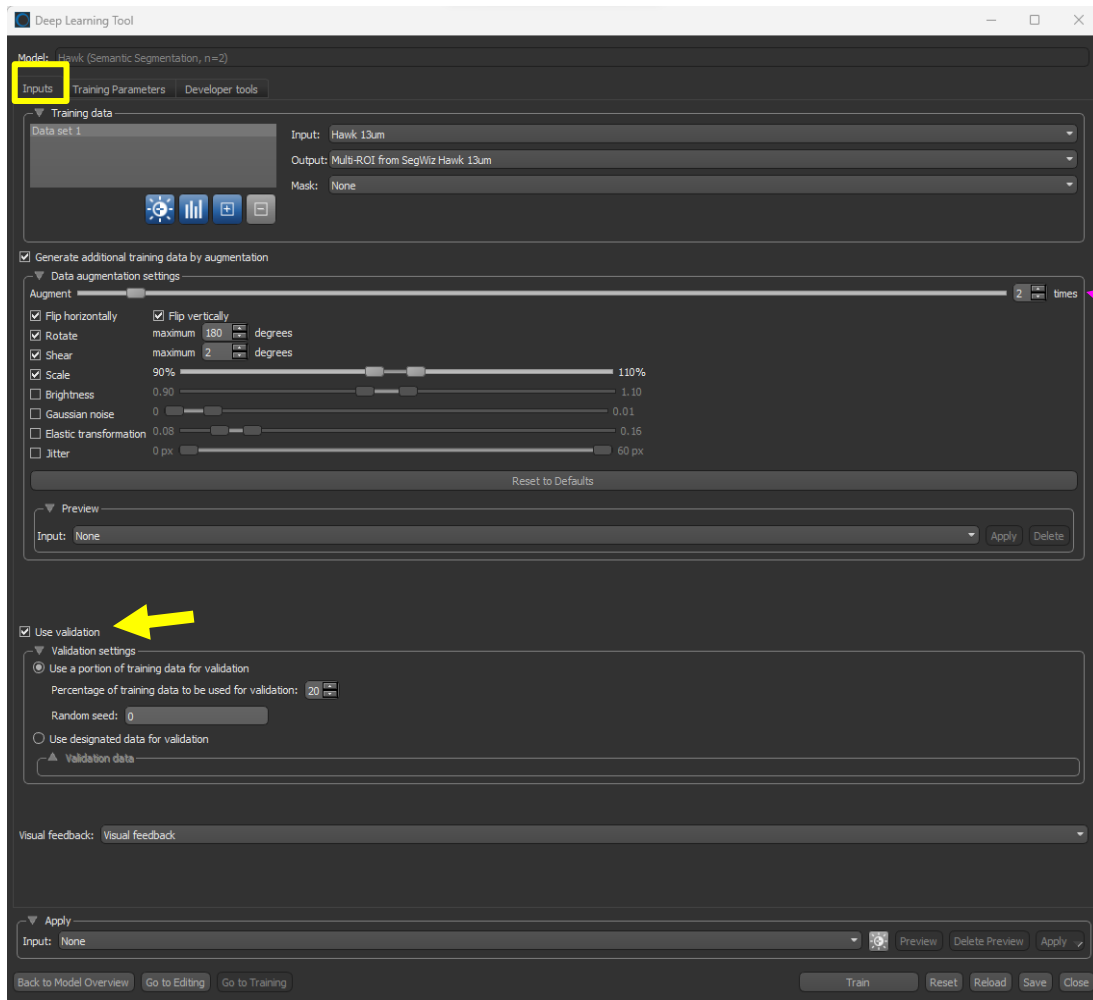 Deep Learning Tool
Model: Hawk (Semantic Segmentation, n=2)
Inputs Training Parameters Developer tools
Training data
Data set 1
Input: Hawk 13um
Output: Multi-ROI from SegWiz Hawk 13um
Mask: None
Generate additional training data by augmentation
Data augmentation settings
Augment 2 times
Flip horizontally Flip vertically
Rotate maximum 180 degrees
Shear maximum 2 degrees
Scale 90% 110%
Brightness 0.90 1.10
Gaussian noise 0 0.01
Elastic transformation 0.08 0.16
Jitter 0 px 60 px
Reset to Defaults
Preview
Input: None Apply Delete
Use validation
Validation settings
Use a portion of training data for validation
Percentage of training data to be used for validation: 20
Random seed: 0
Use designated data for validation
Validation data
Visual feedback: Visual feedback
Apply
Input: None Preview Delete Preview Apply
Back to Model Overview Go to Editing Go to Training Train Reset Reload Save Close